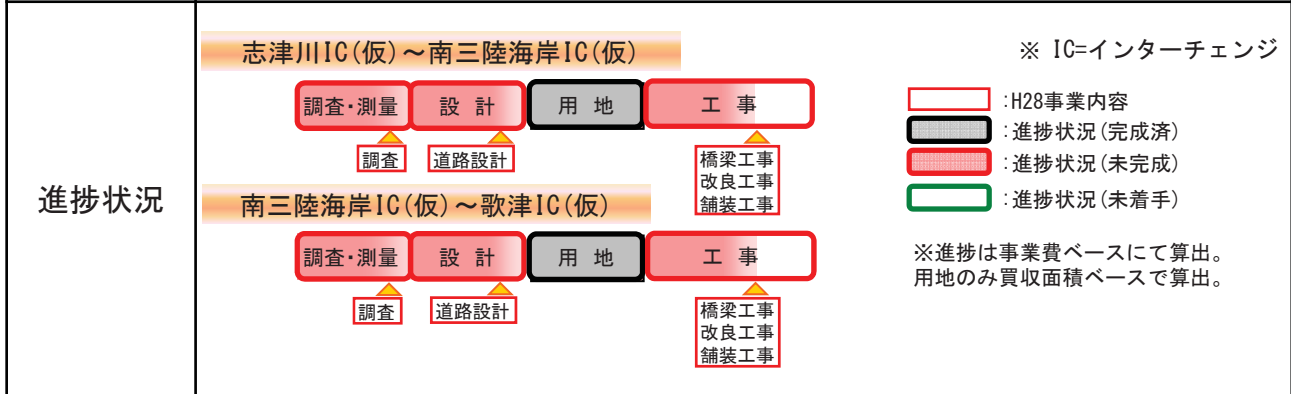 進捗状況
志津川IC(仮)～南三陸海岸IC(仮)
調査・測量
設 計
用 地
工 事
調査
道路設計
橋梁工事
改良工事
舗装工事
南三陸海岸IC(仮)～歌津IC(仮)
調査・測量
設 計
用 地
工 事
調査
道路設計
橋梁工事
改良工事
舗装工事
※ IC=インターチェンジ
:H28事業内容
:進捗状況(完成済)
:進捗状況(未完成)
:進捗状況(未着手)
※進捗は事業費ベースにて算出。
用地のみ買収面積ベースで算出。